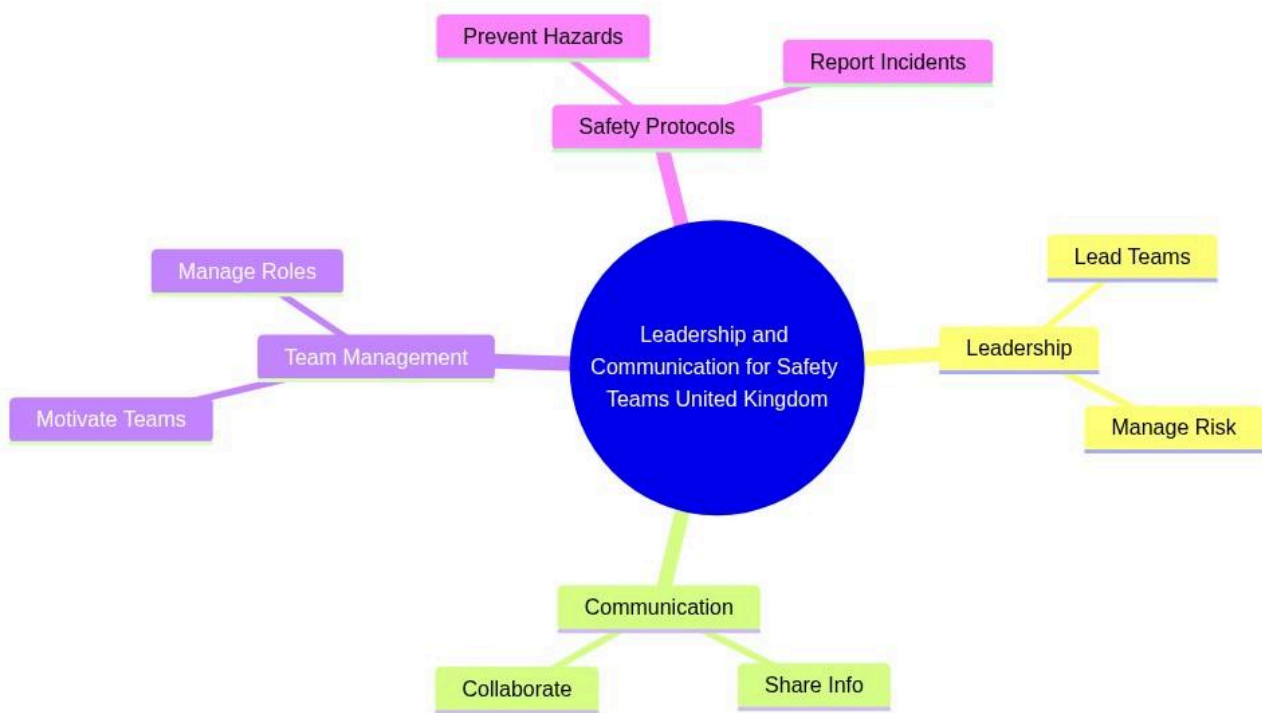 Prevent Hazards
Report Incidents
Safety Protocols
Manage Roles
Team Management
Motivate Teams
Leadership and
Communication for Safety
Teams United Kingdom
Lead Teams
Leadership
Manage Risk
Communication
Collaborate
Share Info